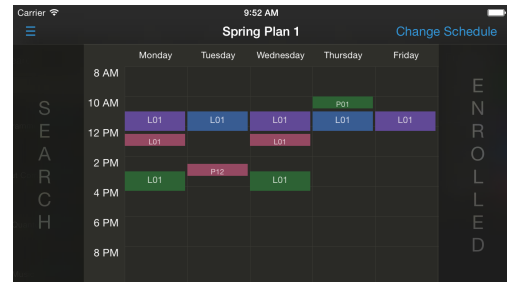 Carrier 9:52 AM
Spring Plan 1 Change Schedule
Monday Tuesday Wednesday Thursday Friday
8 AM
10 AM
P01
L01 L01 L01 L01 L01
12 PM
L01 L01
2 PM
P12
L01 L01
4 PM
6 PM
8 PM
SEARCH
ENROLLED